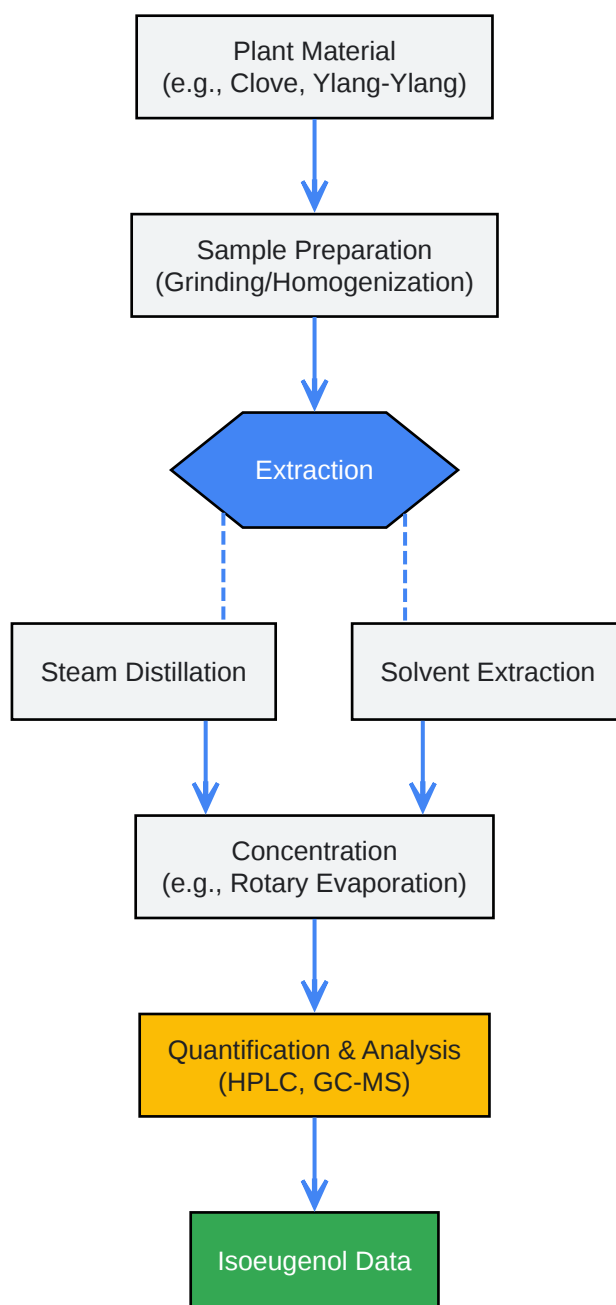 Plant Material
(e.g., Clove, Ylang-Ylang)
Sample Preparation
(Grinding/Homogenization)
Extraction
Steam Distillation
Solvent Extraction
Concentration
(e.g., Rotary Evaporation)
Quantification & Analysis
(HPLC, GC-MS)
Isoeugenol Data